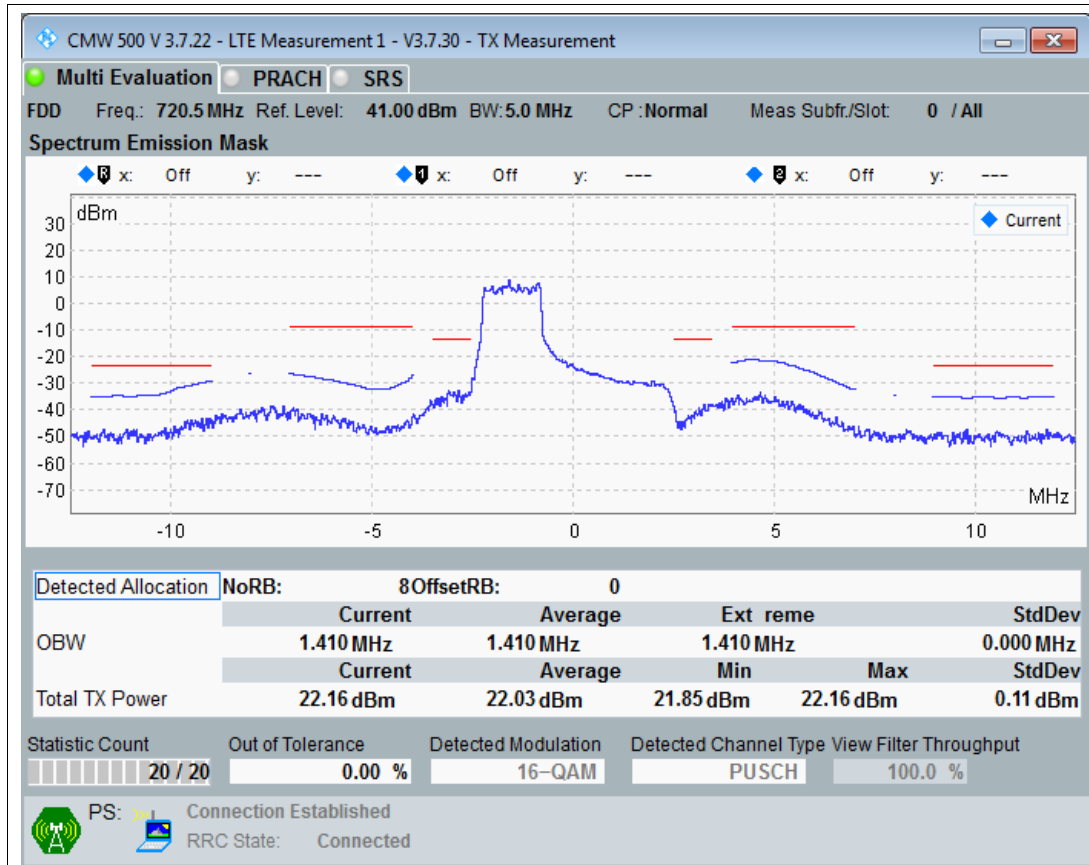 CMW 500 V 3.7.22 - LTE Measurement 1 - V3.7.30 - TX Measurement
Multi Evaluation PRACH SRS
FDD Freq.: 720.5 MHz Ref. Level: 41.00 dBm BW: 5.0 MHz CP : Normal Meas Subfr./Slot: 0 / All
Spectrum Emission Mask
R x: Off y: --- 1 x: Off y: --- 2 x: Off y: ---
dBm
Current
30
20
10
0
-10
-20
-30
-40
-50
-60
-70
MHz
-10 -5 0 5 10
Detected Allocation NoRB: 8 OffsetRB: 0
Current Average Ext reme StdDev
OBW 1.410 MHz 1.410 MHz 1.410 MHz 0.000 MHz
Current Average Min Max StdDev
Total TX Power 22.16 dBm 22.03 dBm 21.85 dBm 22.16 dBm 0.11 dBm
Statistic Count Out of Tolerance Detected Modulation Detected Channel Type View Filter Throughput
20 / 20 0.00 % 16-QAM PUSCH 100.0 %
PS: Connection Established
RRC State: Connected